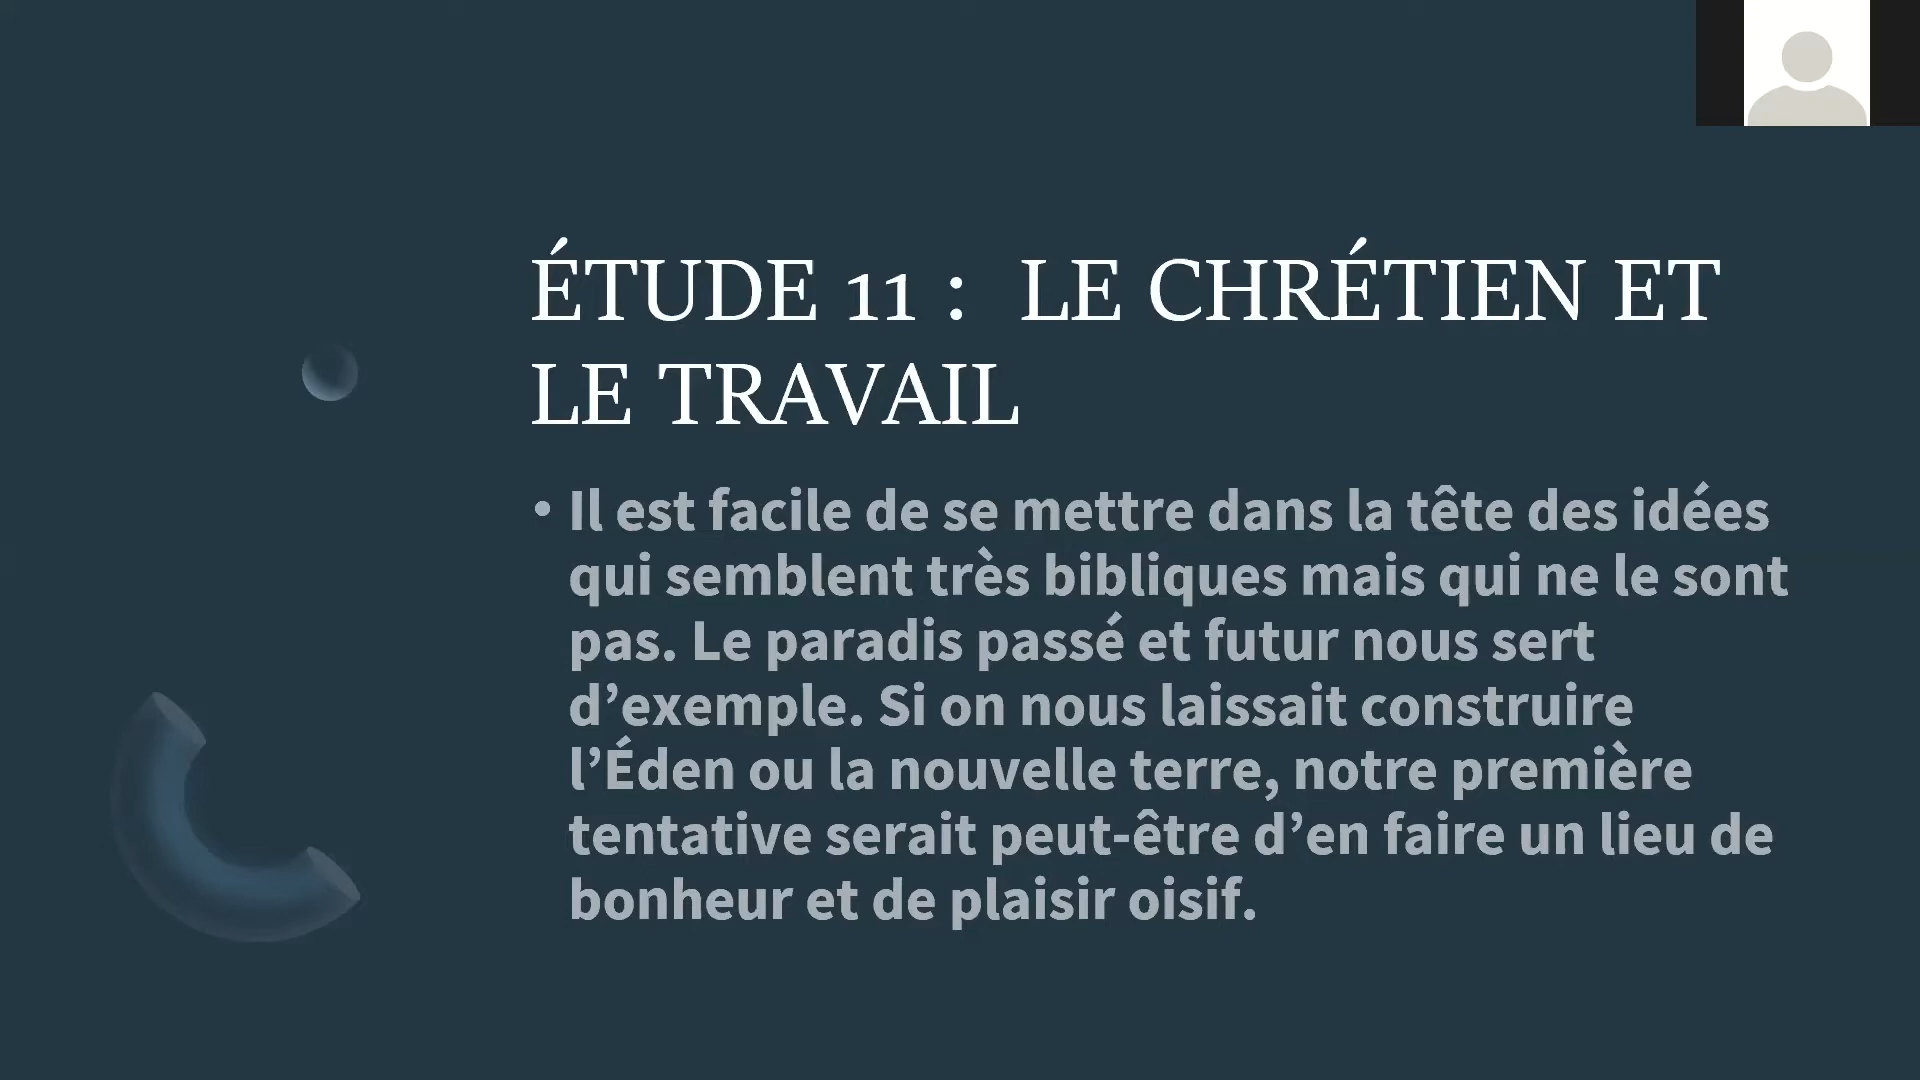 ÉTUDE 11 :  LE CHRÉTIEN ET
LE TRAVAIL
• Il est facile de se mettre dans la tête des idées
qui semblent très bibliques mais qui ne le sont
pas. Le paradis passé et futur nous sert
d’exemple. Si on nous laissait construire
l’Éden ou la nouvelle terre, notre première
tentative serait peut-être d’en faire un lieu de
bonheur et de plaisir oisif.